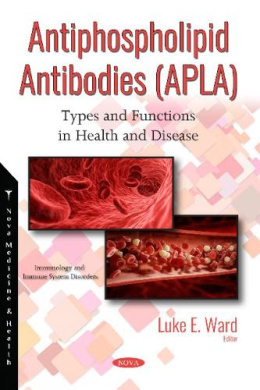 Antiphospholipid
Antibodies (APLA)
Types and Functions
in Health and Disease
Immunology and
Immune System Disorders
Nova Medicine & Health
Luke E. Ward
Editor
NOVA